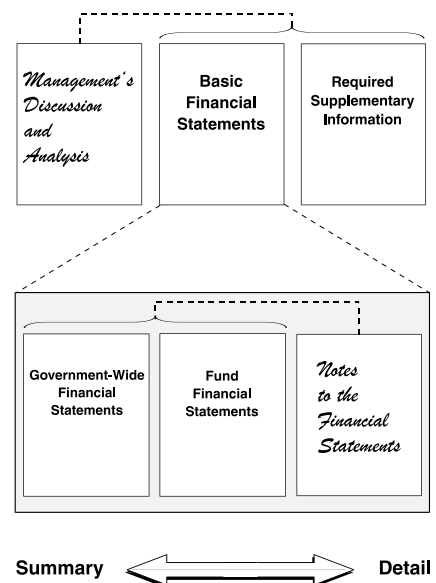 Management's
Discussion
and
Analysis
Basic
Financial
Statements
Required
Supplementary
Information
Government-Wide
Financial
Statements
Fund
Financial
Statements
Notes
to the
Financial
Statements
Summary
Detail